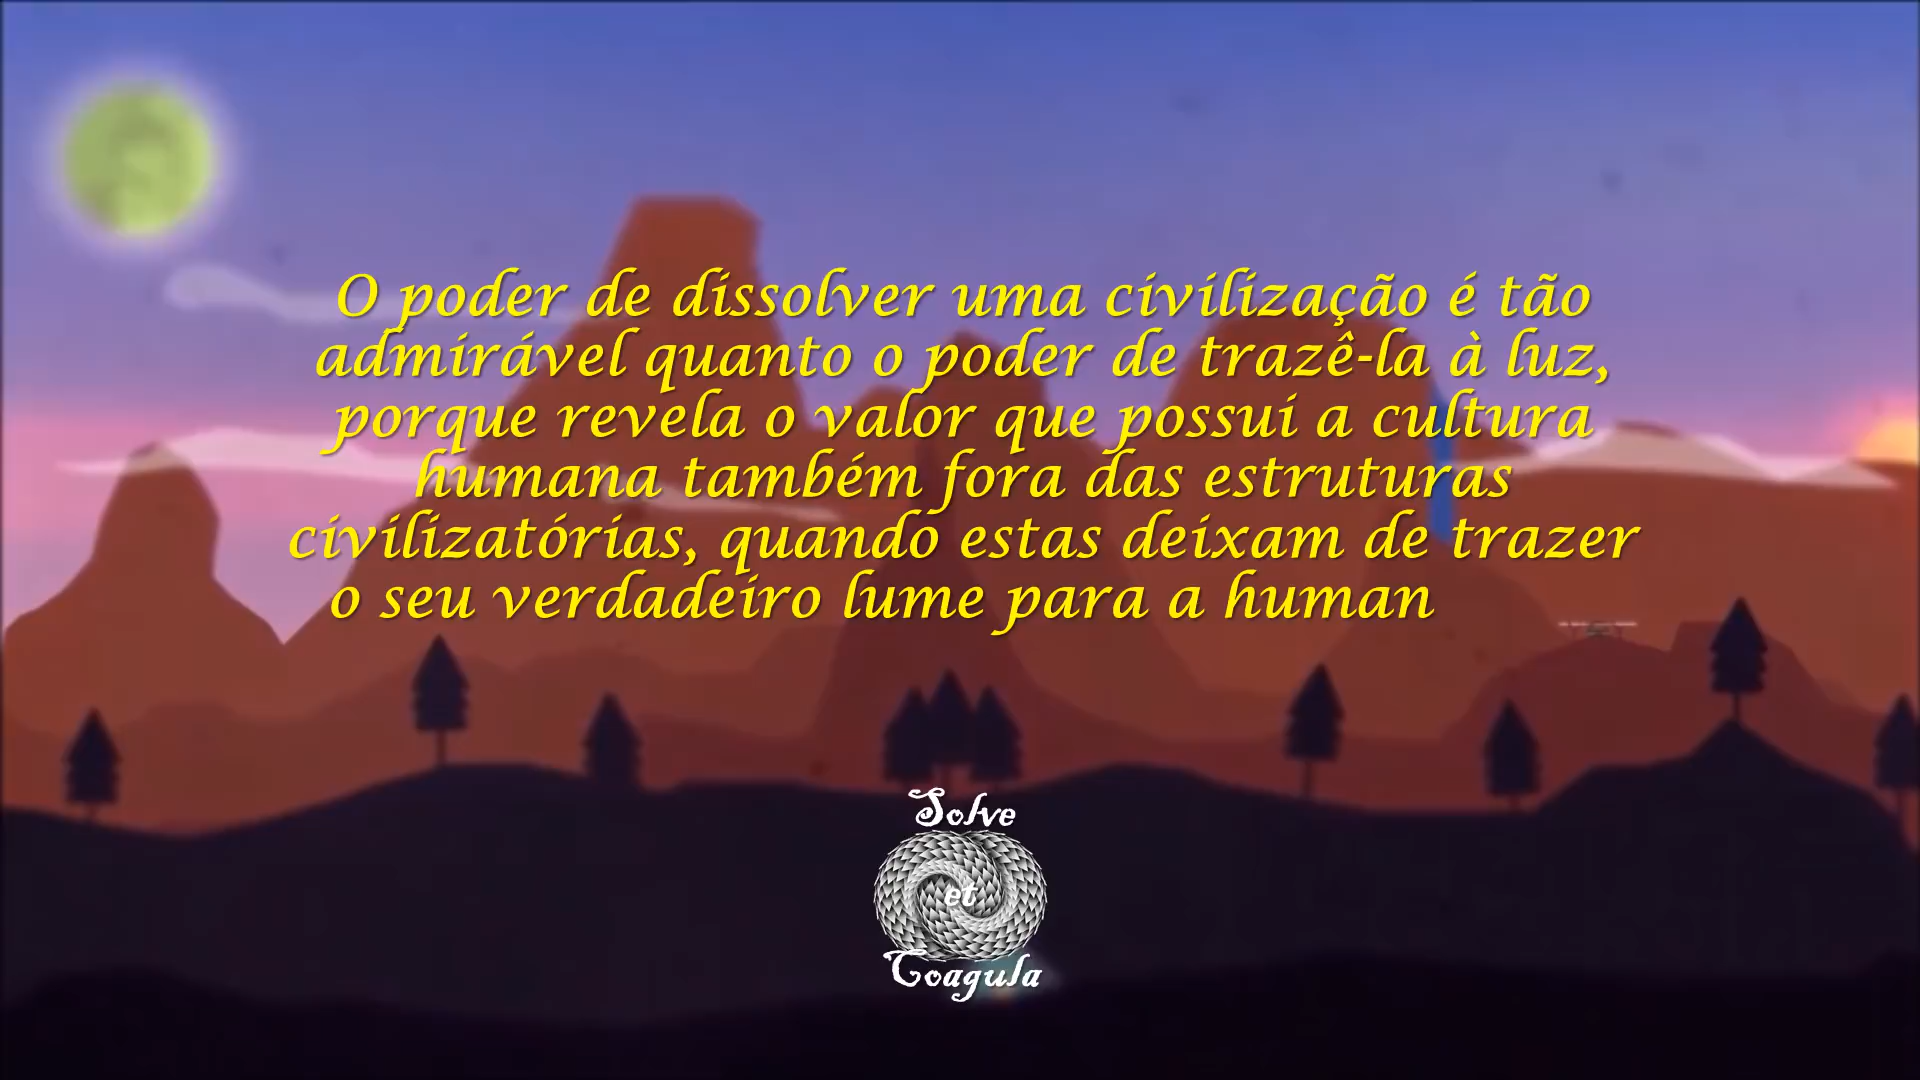 O poder de dissolver uma civilização é tão
admirável quanto o poder de trazê-la à luz,
porque revela o valor que possui a cultura
humana também fora das estruturas
civilizatórias, quando estas deixam de trazer
o seu verdadeiro lume para a human
Solve
et
Coagula